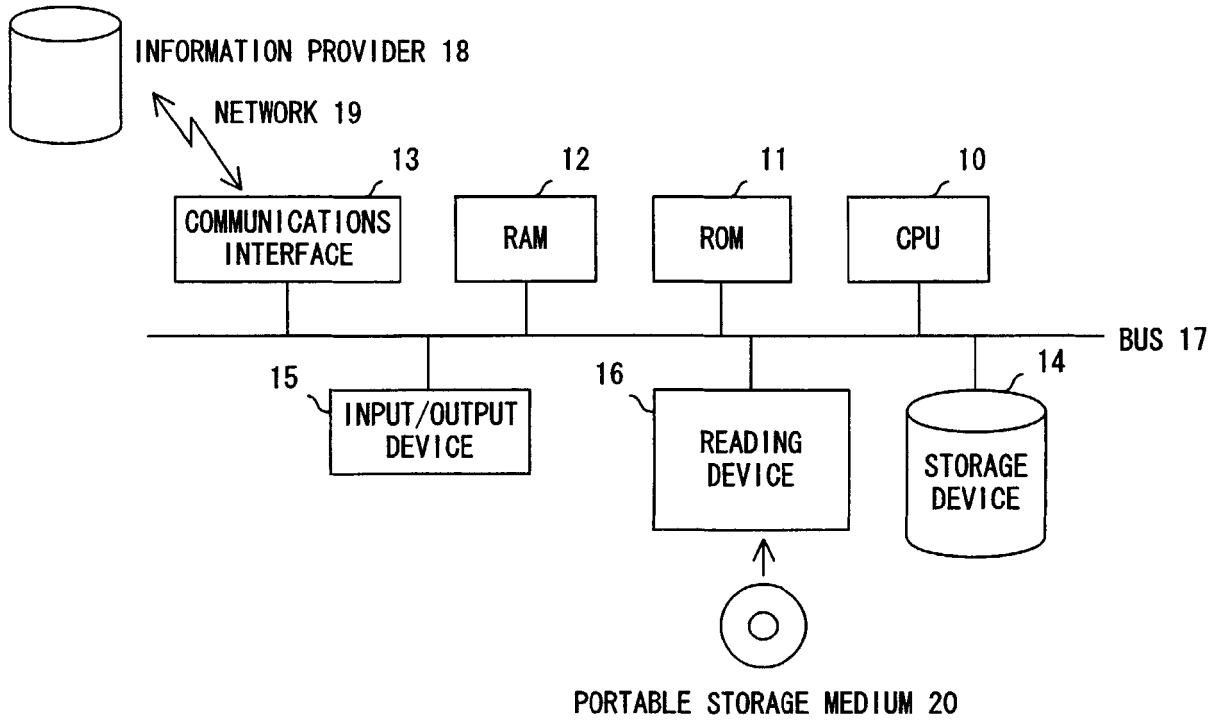 INFORMATION PROVIDER 18
NETWORK 19
13
12
11
10
COMMUNICATIONS
INTERFACE
RAM
ROM
CPU
BUS 17
15
16
14
INPUT/OUTPUT
DEVICE
READING
DEVICE
STORAGE
DEVICE
PORTABLE STORAGE MEDIUM 20